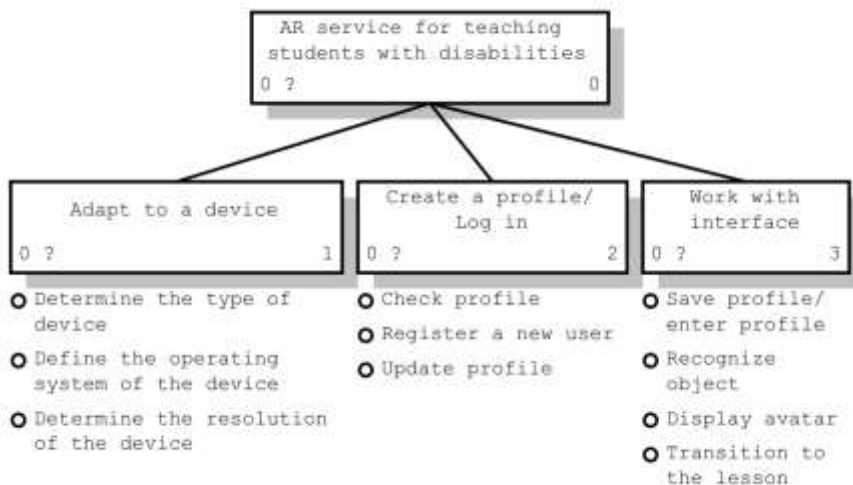 AR service for teaching
students with disabilities
0 ? 0
Adapt to a device
0 ? 1
Create a profile/
Log in
0 ? 2
Work with
interface
0 ? 3
Determine the type of
device
Define the operating
system of the device
Determine the resolution
of the device
Check profile
Register a new user
Update profile
Save profile/
enter profile
Recognize
object
Display avatar
Transition to
the lesson